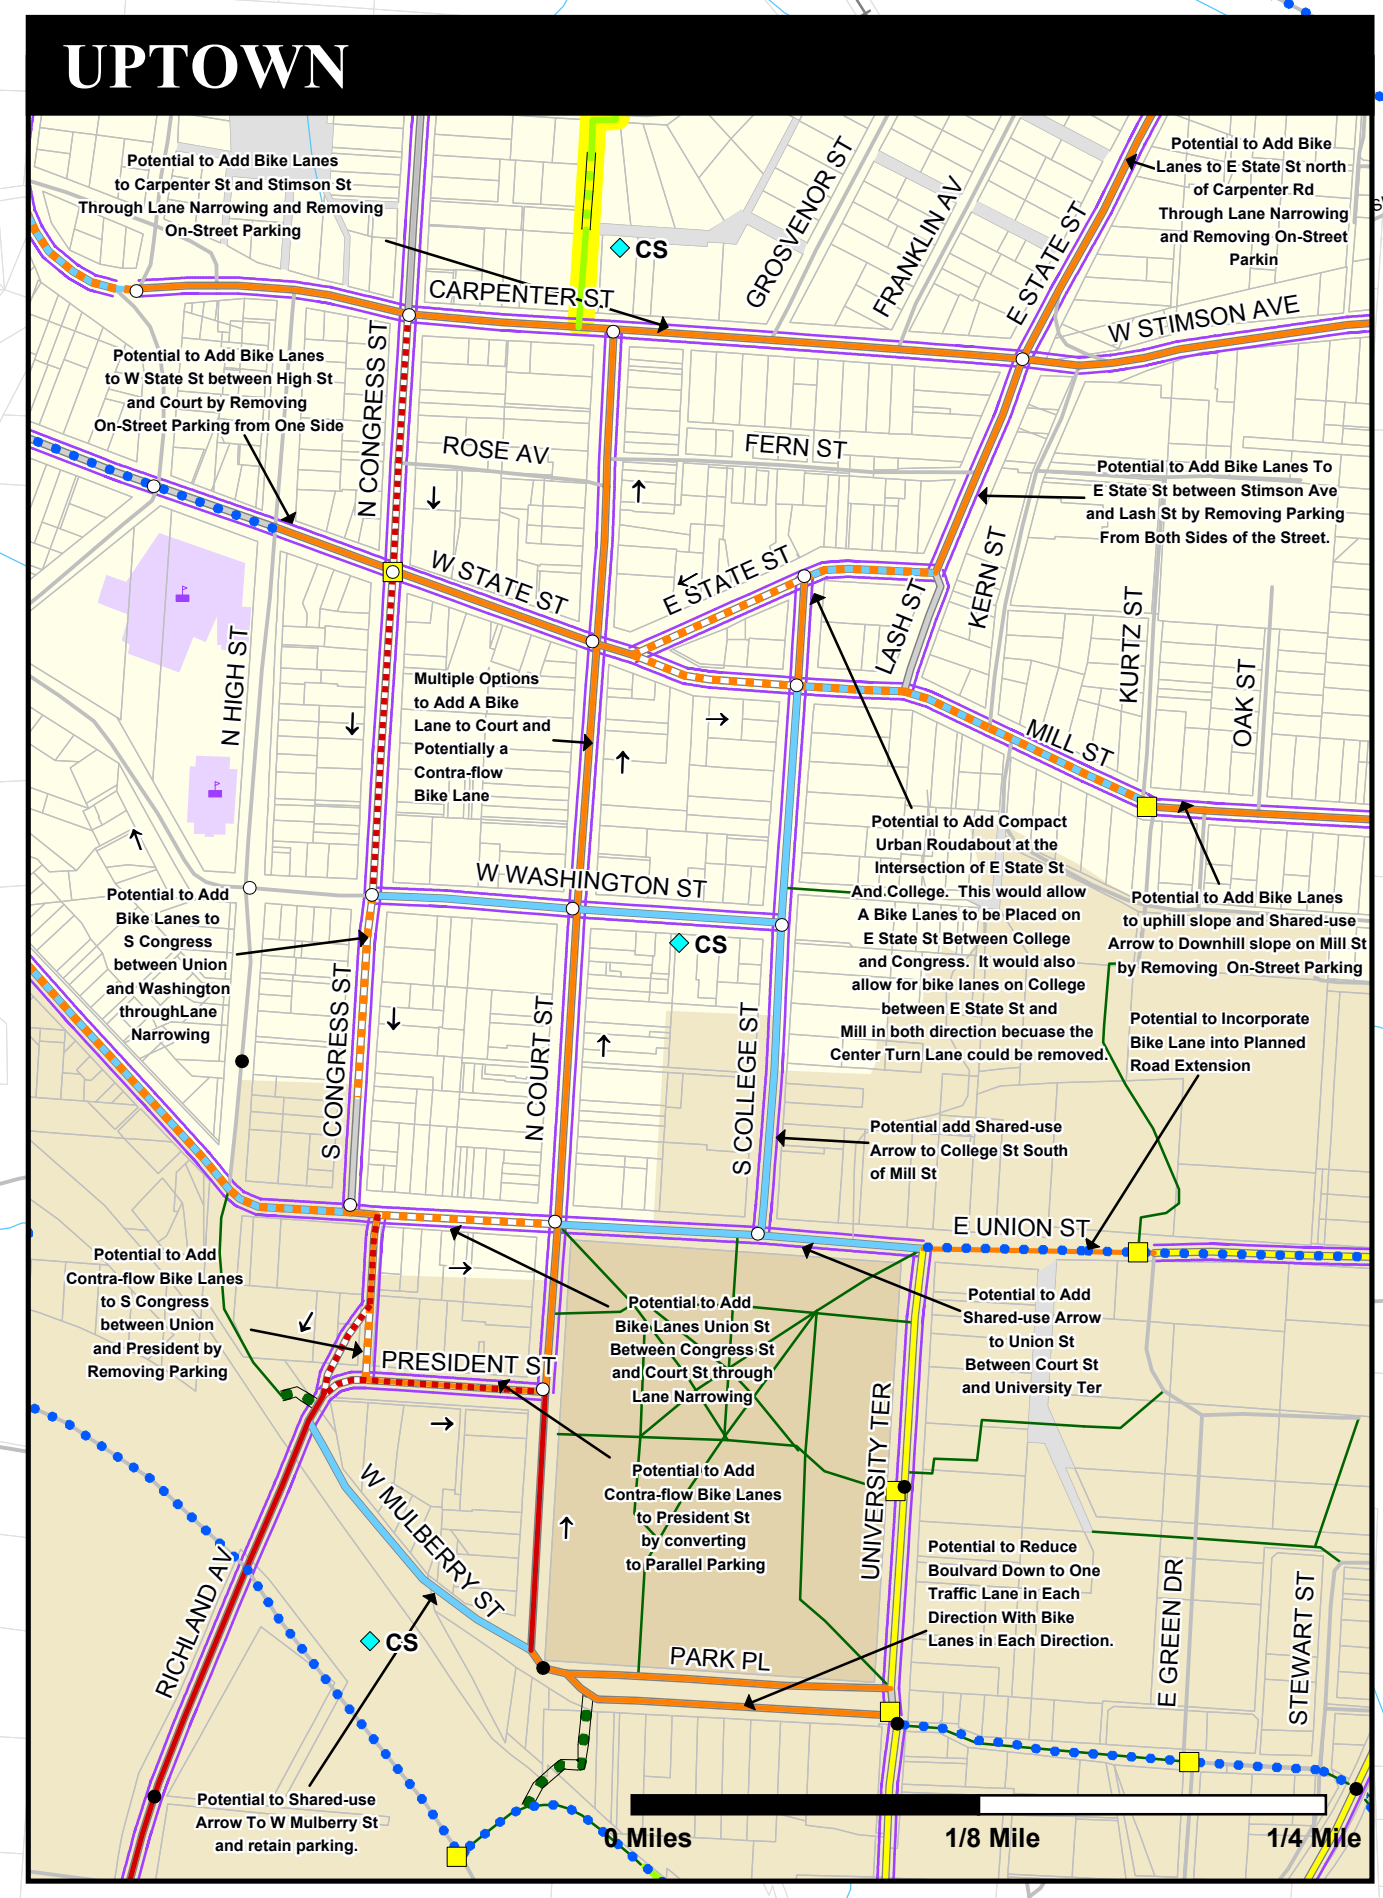 UPTOWN
Potential to Add Bike Lanes
to Carpenter St and Stimson St
Through Lane Narrowing and Removing
On-Street Parking
Potential to Add Bike
Lanes to E State St north
of Carpenter Rd
Through Lane Narrowing
and Removing On-Street
Parkin
GROSVENOR ST
FRANKLIN AV
E STATE ST
CS
CARPENTER ST
W STIMSON AVE
Potential to Add Bike Lanes
to W State St between High St
and Court by Removing
On-Street Parking from One Side
N CONGRESS ST
ROSE AV
FERN ST
Potential to Add Bike Lanes To
E State St between Stimson Ave
and Lash St by Removing Parking
From Both Sides of the Street.
W STATE ST
E STATE ST
LASH ST
KERN ST
KURTZ ST
OAK ST
N HIGH ST
Multiple Options
to Add A Bike
Lane to Court and
Potentially a
Contra-flow
Bike Lane
MILL ST
Potential to Add Compact
Urban Roudabout at the
Intersection of E State St
And College. This would allow
A Bike Lanes to be Placed on
E State St Between College
and Congress. It would also
allow for bike lanes on College
between E State St and
Mill in both direction becuase the
Center Turn Lane could be removed.
Potential to Add Bike Lanes
to uphill slope and Shared-use
Arrow to Downhill slope on Mill St
by Removing On-Street Parking
W WASHINGTON ST
CS
Potential to Add
Bike Lanes to
S Congress
between Union
and Washington
throughLane
Narrowing
S CONGRESS ST
N COURT ST
S COLLEGE ST
Potential to Incorporate
Bike Lane into Planned
Road Extension
Potential add Shared-use
Arrow to College St South
of Mill St
E UNION ST
Potential to Add
Contra-flow Bike Lanes
to S Congress
between Union
and President by
Removing Parking
Potential to Add
Bike Lanes Union St
Between Congress St
and Court St through
Lane Narrowing
Potential to Add
Shared-use Arrow
to Union St
Between Court St
and University Ter
PRESIDENT ST
UNIVERSITY TER
Potential to Add
Contra-flow Bike Lanes
to President St
by converting
to Parallel Parking
W MULBERRY ST
RICHLAND AV
CS
Potential to Reduce
Boulvard Down to One
Traffic Lane in Each
Direction With Bike
Lanes in Each Direction.
PARK PL
E GREEN DR
STEWART ST
Potential to Shared-use
Arrow To W Mulberry St
and retain parking.
0 Miles
1/8 Mile
1/4 Mile